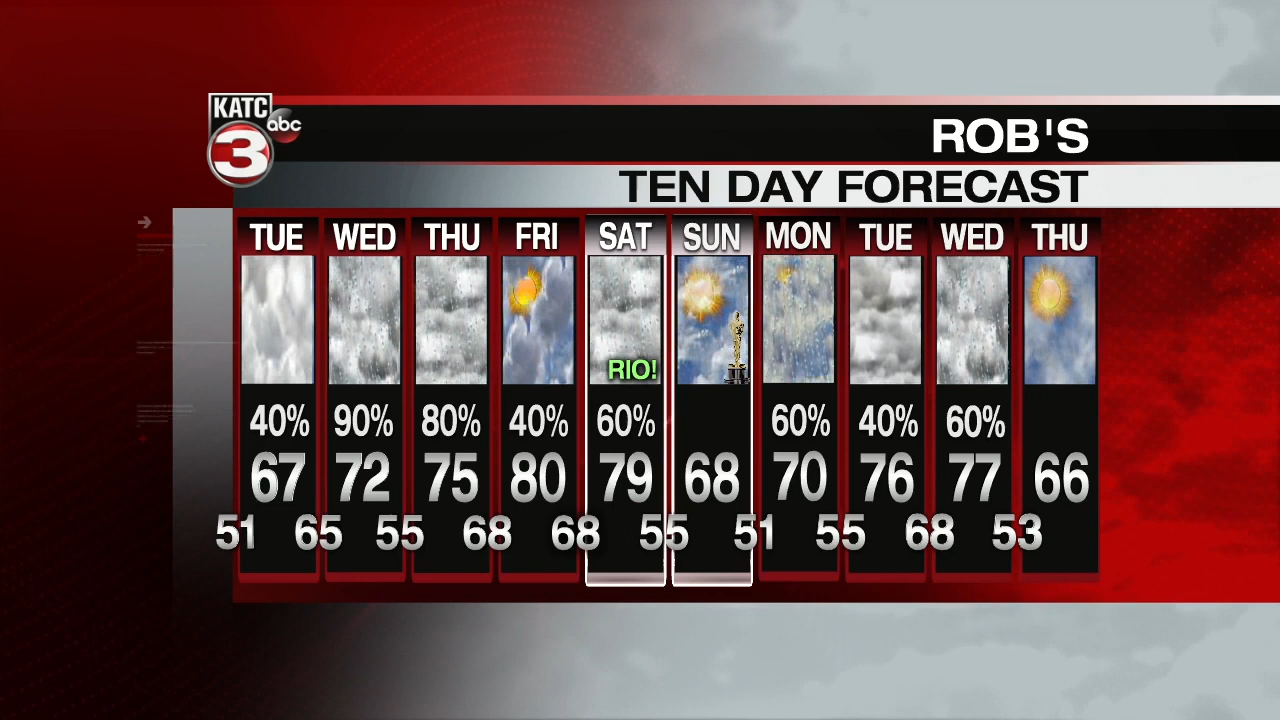 KATC
abc
3
ROB'S
TEN DAY FORECAST
TUE WED THU FRI SAT SUN MON TUE WED THU
RIO!
40% 90% 80% 40% 60% 60% 40% 60%
67 72 75 80 79 68 70 76 77 66
51 65 55 68 68 55 51 55 68 53